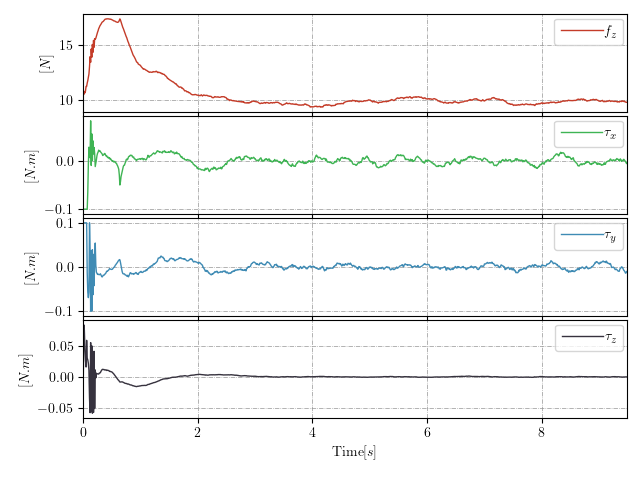 15
10
[N]
f_z
0.0
−0.1
[N.m]
τ_x
0.1
0.0
−0.1
[N.m]
τ_y
0.05
0.00
−0.05
[N.m]
τ_z
0 2 4 6 8
Time[s]